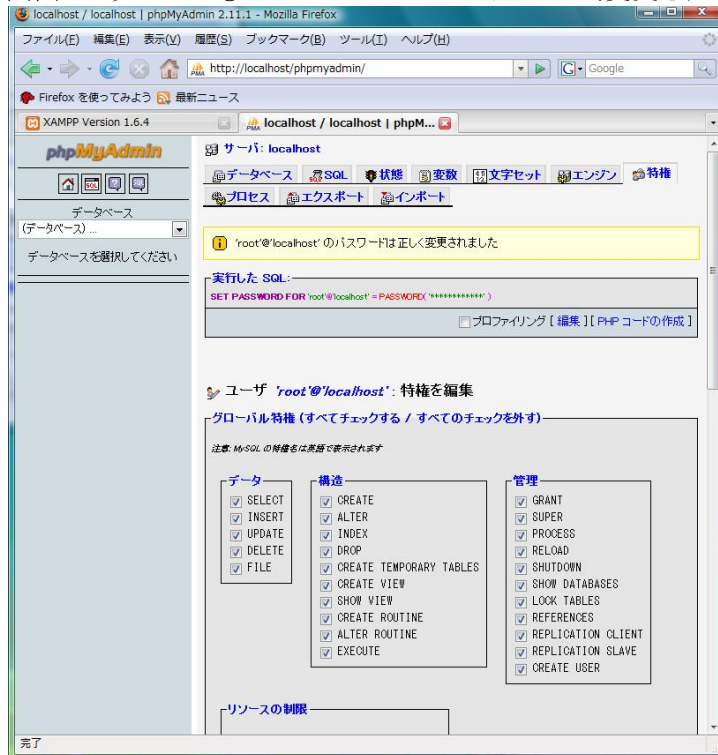 localhost / localhost | phpMyAdmin 2.11.1 - Mozilla Firefox
ファイル(F) 編集(E) 表示(V) 履歴(S) ブックマーク(B) ツール(T) ヘルプ(H)
http://localhost/phpmyadmin/ Google
Firefox を使ってみよう 最新ニュース
XAMPP Version 1.6.4 localhost / localhost | phpM...
phpMyAdmin
SQL
データベース
(データベース) ...
データベースを選択してください
サーバ: localhost
データベース SQL 状態 変数 文字セット エンジン 特権
プロセス エクスポート インポート
'root'@'localhost' のパスワードは正しく変更されました
実行した SQL:
SET PASSWORD FOR 'root'@'localhost' = PASSWORD( '************' )
プロファイリング [ 編集 ] [ PHP コードの作成 ]
ユーザ 'root'@'localhost' : 特権を編集
グローバル特権 (すべてチェックする / すべてのチェックを外す)
注意: MySQL の特権名は英語で表示されます
データ
SELECT
INSERT
UPDATE
DELETE
FILE
構造
CREATE
ALTER
INDEX
DROP
CREATE TEMPORARY TABLES
CREATE VIEW
SHOW VIEW
CREATE ROUTINE
ALTER ROUTINE
EXECUTE
管理
GRANT
SUPER
PROCESS
RELOAD
SHUTDOWN
SHOW DATABASES
LOCK TABLES
REFERENCES
REPLICATION CLIENT
REPLICATION SLAVE
CREATE USER
リソースの制限
完了